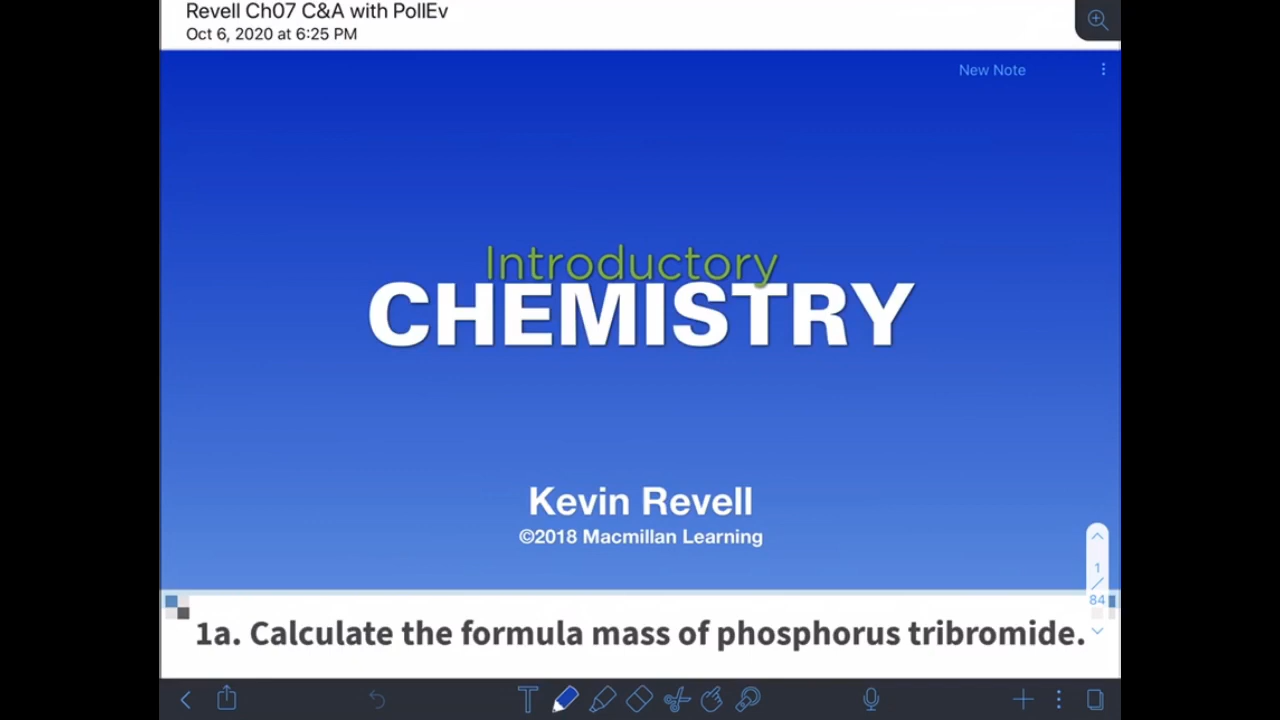 Revell Ch07 C&A with PollEv
Oct 6, 2020 at 6:25 PM
New Note
Introductory
CHEMISTRY
Kevin Revell
©2018 Macmillan Learning
1
84
1a. Calculate the formula mass of phosphorus tribromide.